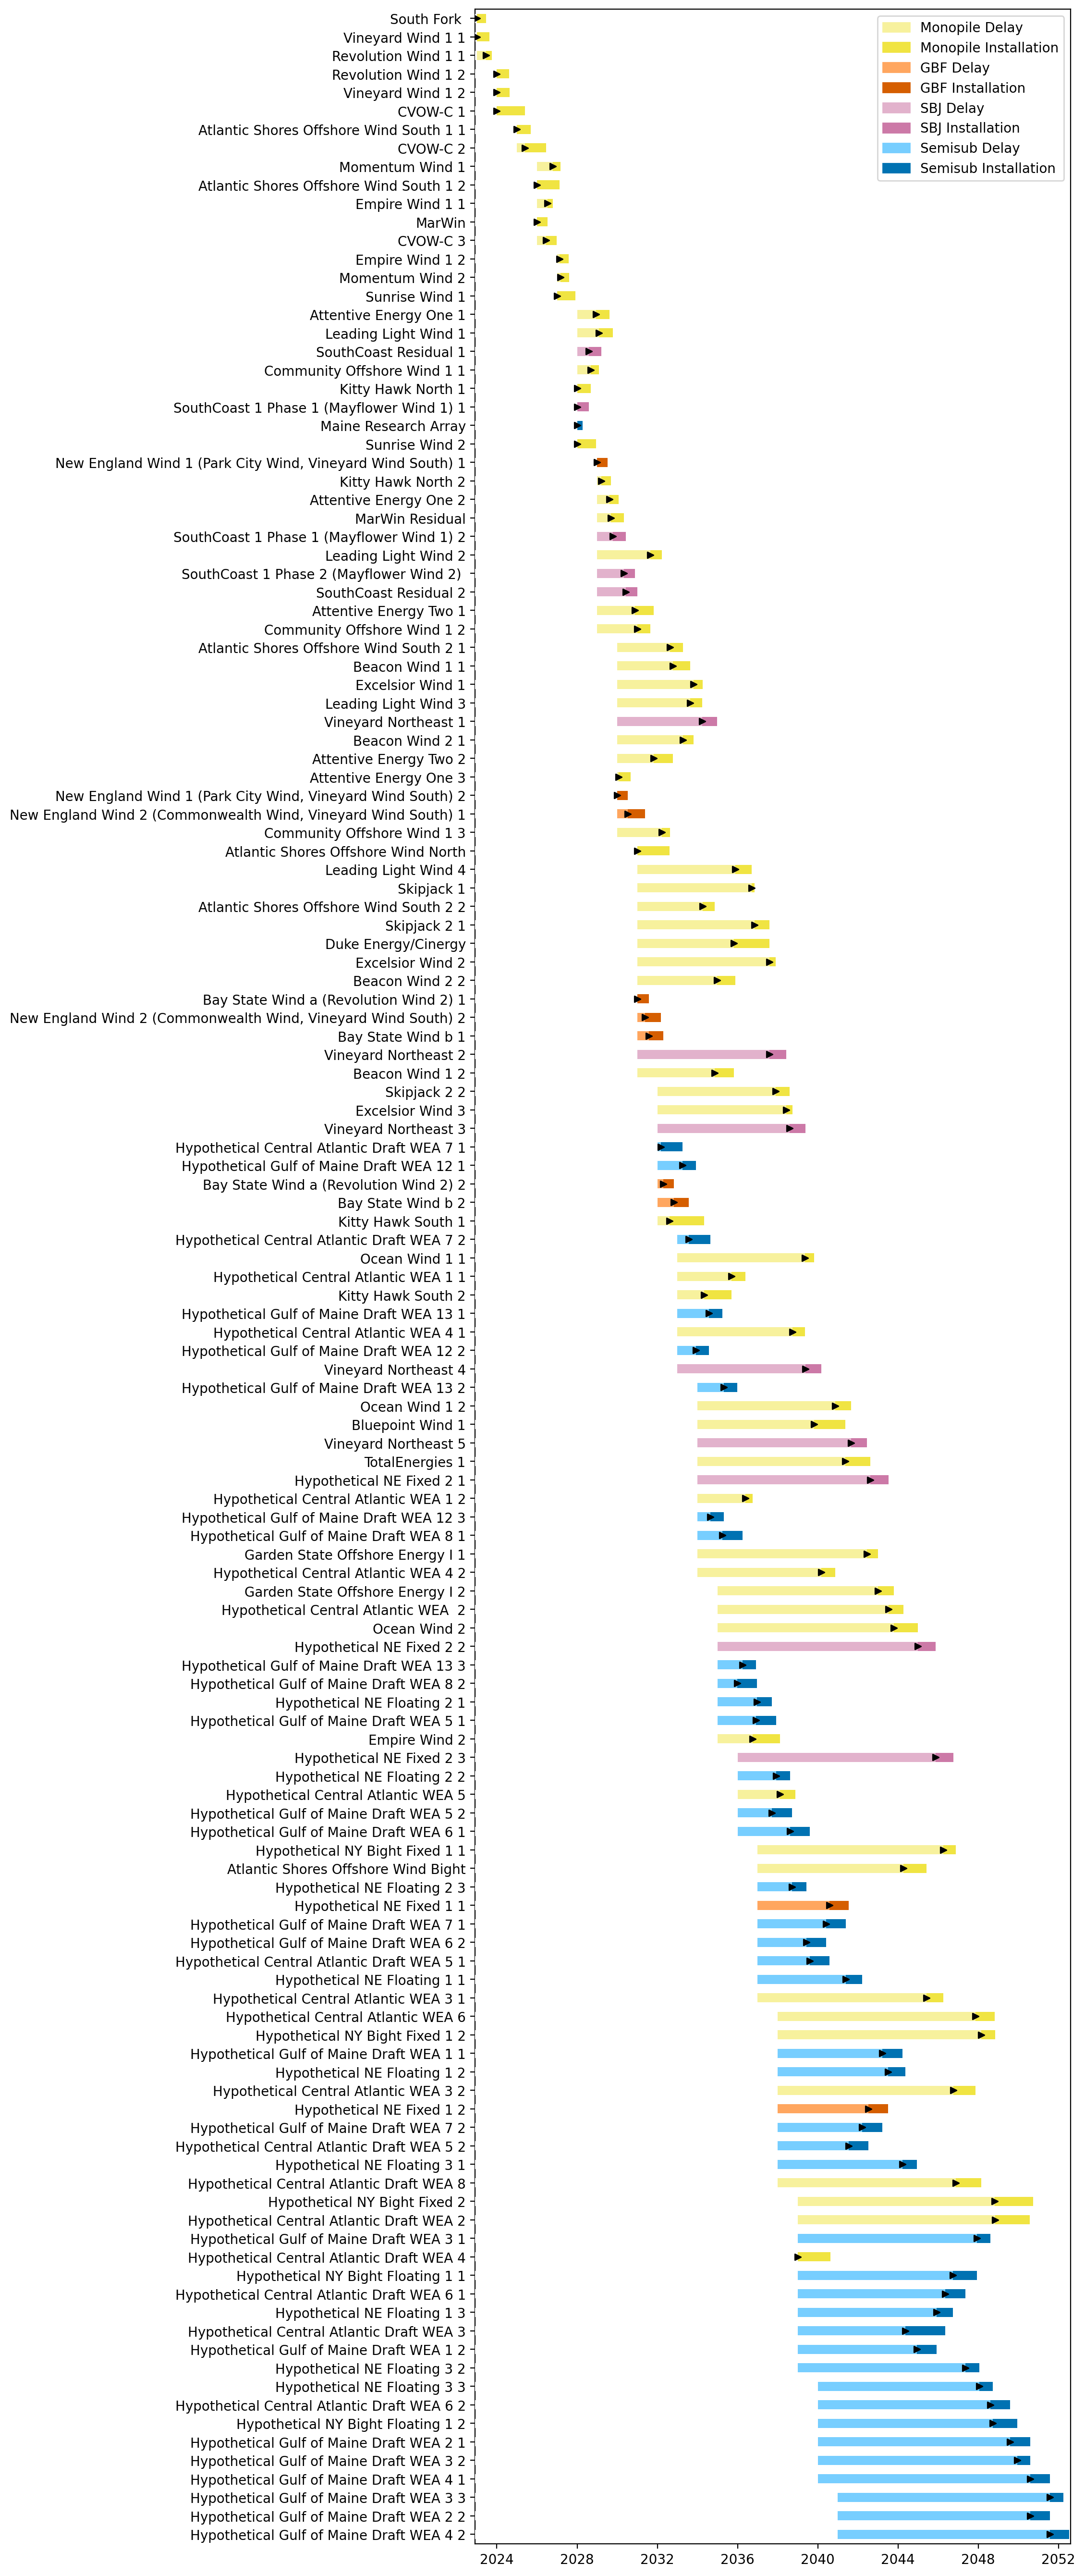 South Fork
Vineyard Wind 1 1
Revolution Wind 1 1
Revolution Wind 1 2
Vineyard Wind 1 2
CVOW-C 1
Atlantic Shores Offshore Wind South 1 1
CVOW-C 2
Momentum Wind 1
Atlantic Shores Offshore Wind South 1 2
Empire Wind 1 1
MarWin
CVOW-C 3
Empire Wind 1 2
Momentum Wind 2
Sunrise Wind 1
Attentive Energy One 1
Leading Light Wind 1
SouthCoast Residual 1
Community Offshore Wind 1 1
Kitty Hawk North 1
SouthCoast 1 Phase 1 (Mayflower Wind 1) 1
Maine Research Array
Sunrise Wind 2
New England Wind 1 (Park City Wind, Vineyard Wind South) 1
Kitty Hawk North 2
Attentive Energy One 2
MarWin Residual
SouthCoast 1 Phase 1 (Mayflower Wind 1) 2
Leading Light Wind 2
SouthCoast 1 Phase 2 (Mayflower Wind 2)
SouthCoast Residual 2
Attentive Energy Two 1
Community Offshore Wind 1 2
Atlantic Shores Offshore Wind South 2 1
Beacon Wind 1 1
Excelsior Wind 1
Leading Light Wind 3
Vineyard Northeast 1
Beacon Wind 2 1
Attentive Energy Two 2
Attentive Energy One 3
New England Wind 1 (Park City Wind, Vineyard Wind South) 2
New England Wind 2 (Commonwealth Wind, Vineyard Wind South) 1
Community Offshore Wind 1 3
Atlantic Shores Offshore Wind North
Leading Light Wind 4
Skipjack 1
Atlantic Shores Offshore Wind South 2 2
Skipjack 2 1
Duke Energy/Cinergy
Excelsior Wind 2
Beacon Wind 2 2
Bay State Wind a (Revolution Wind 2) 1
New England Wind 2 (Commonwealth Wind, Vineyard Wind South) 2
Bay State Wind b 1
Vineyard Northeast 2
Beacon Wind 1 2
Skipjack 2 2
Excelsior Wind 3
Vineyard Northeast 3
Hypothetical Central Atlantic Draft WEA 7 1
Hypothetical Gulf of Maine Draft WEA 12 1
Bay State Wind a (Revolution Wind 2) 2
Bay State Wind b 2
Kitty Hawk South 1
Hypothetical Central Atlantic Draft WEA 7 2
Ocean Wind 1 1
Hypothetical Central Atlantic WEA 1 1
Kitty Hawk South 2
Hypothetical Gulf of Maine Draft WEA 13 1
Hypothetical Central Atlantic WEA 4 1
Hypothetical Gulf of Maine Draft WEA 12 2
Vineyard Northeast 4
Hypothetical Gulf of Maine Draft WEA 13 2
Ocean Wind 1 2
Bluepoint Wind 1
Vineyard Northeast 5
TotalEnergies 1
Hypothetical NE Fixed 2 1
Hypothetical Central Atlantic WEA 1 2
Hypothetical Gulf of Maine Draft WEA 12 3
Hypothetical Gulf of Maine Draft WEA 8 1
Garden State Offshore Energy I 1
Hypothetical Central Atlantic WEA 4 2
Garden State Offshore Energy I 2
Hypothetical Central Atlantic WEA  2
Ocean Wind 2
Hypothetical NE Fixed 2 2
Hypothetical Gulf of Maine Draft WEA 13 3
Hypothetical Gulf of Maine Draft WEA 8 2
Hypothetical NE Floating 2 1
Hypothetical Gulf of Maine Draft WEA 5 1
Empire Wind 2
Hypothetical NE Fixed 2 3
Hypothetical NE Floating 2 2
Hypothetical Central Atlantic WEA 5
Hypothetical Gulf of Maine Draft WEA 5 2
Hypothetical Gulf of Maine Draft WEA 6 1
Hypothetical NY Bight Fixed 1 1
Atlantic Shores Offshore Wind Bight
Hypothetical NE Floating 2 3
Hypothetical NE Fixed 1 1
Hypothetical Gulf of Maine Draft WEA 7 1
Hypothetical Gulf of Maine Draft WEA 6 2
Hypothetical Central Atlantic Draft WEA 5 1
Hypothetical NE Floating 1 1
Hypothetical Central Atlantic WEA 3 1
Hypothetical Central Atlantic WEA 6
Hypothetical NY Bight Fixed 1 2
Hypothetical Gulf of Maine Draft WEA 1 1
Hypothetical NE Floating 1 2
Hypothetical Central Atlantic WEA 3 2
Hypothetical NE Fixed 1 2
Hypothetical Gulf of Maine Draft WEA 7 2
Hypothetical Central Atlantic Draft WEA 5 2
Hypothetical NE Floating 3 1
Hypothetical Central Atlantic Draft WEA 8
Hypothetical NY Bight Fixed 2
Hypothetical Central Atlantic Draft WEA 2
Hypothetical Gulf of Maine Draft WEA 3 1
Hypothetical Central Atlantic Draft WEA 4
Hypothetical NY Bight Floating 1 1
Hypothetical Central Atlantic Draft WEA 6 1
Hypothetical NE Floating 1 3
Hypothetical Central Atlantic Draft WEA 3
Hypothetical Gulf of Maine Draft WEA 1 2
Hypothetical NE Floating 3 2
Hypothetical NE Floating 3 3
Hypothetical Central Atlantic Draft WEA 6 2
Hypothetical NY Bight Floating 1 2
Hypothetical Gulf of Maine Draft WEA 2 1
Hypothetical Gulf of Maine Draft WEA 3 2
Hypothetical Gulf of Maine Draft WEA 4 1
Hypothetical Gulf of Maine Draft WEA 3 3
Hypothetical Gulf of Maine Draft WEA 2 2
Hypothetical Gulf of Maine Draft WEA 4 2
Monopile Delay
Monopile Installation
GBF Delay
GBF Installation
SBJ Delay
SBJ Installation
Semisub Delay
Semisub Installation
2024 2028 2032 2036 2040 2044 2048 2052